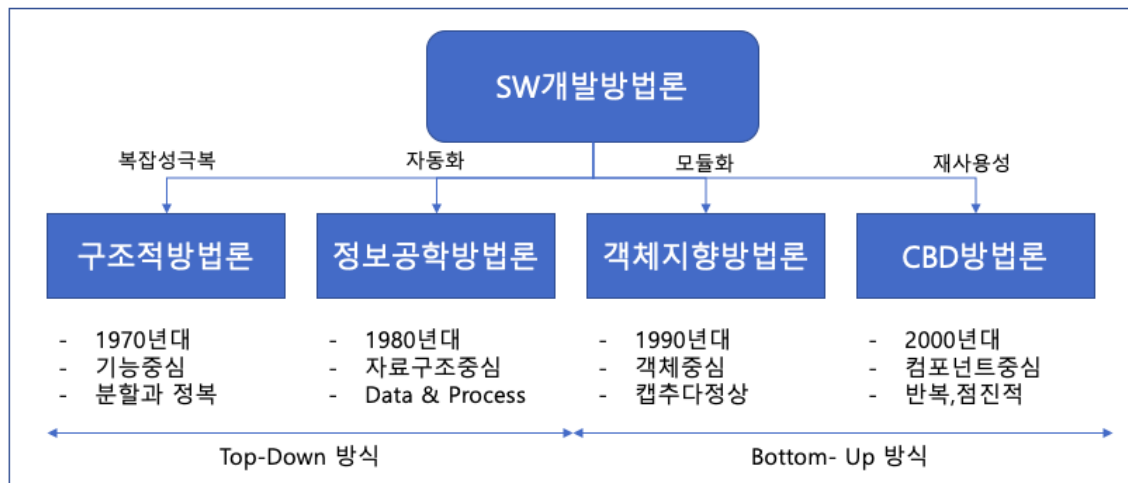 SW개발방법론
복잡성극복
자동화
모듈화
재사용성
구조적방법론
정보공학방법론
객체지향방법론
CBD방법론
- 1970년대
- 기능중심
- 분할과 정복
- 1980년대
- 자료구조중심
- Data & Process
- 1990년대
- 객체중심
- 캡추다정상
- 2000년대
- 컴포넌트중심
- 반복,점진적
Top-Down 방식
Bottom- Up 방식